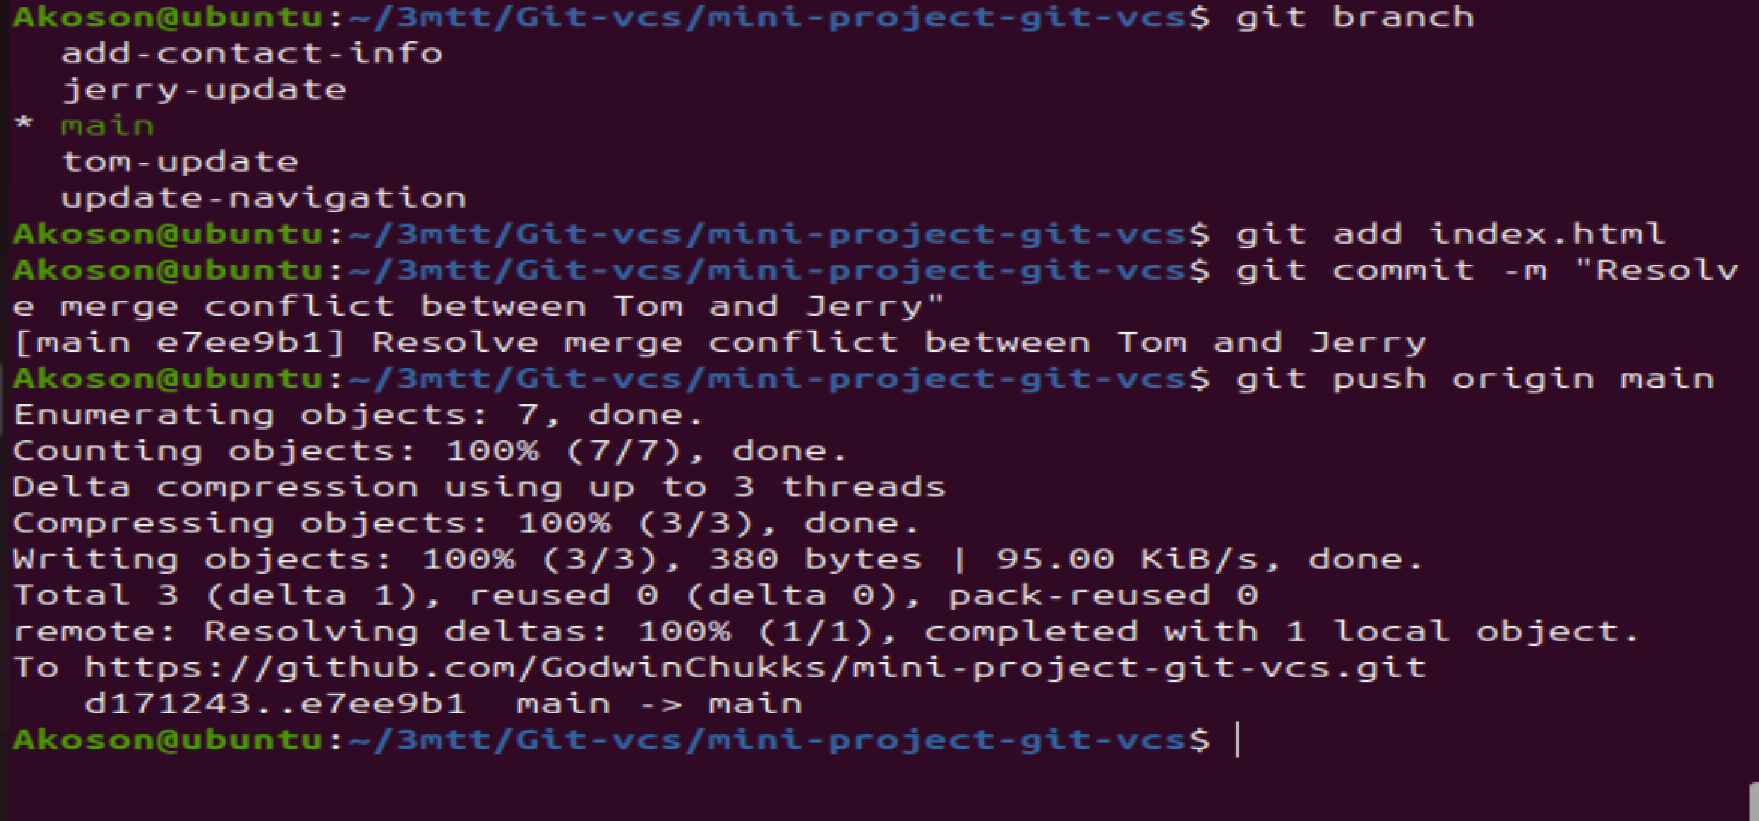 Akoson@ubuntu:~/3mtt/Git-vcs/mini-project-git-vcs$ git branch
  add-contact-info
  jerry-update
* main
  tom-update
  update-navigation
Akoson@ubuntu:~/3mtt/Git-vcs/mini-project-git-vcs$ git add index.html
Akoson@ubuntu:~/3mtt/Git-vcs/mini-project-git-vcs$ git commit -m "Resolv
e merge conflict between Tom and Jerry"
[main e7ee9b1] Resolve merge conflict between Tom and Jerry
Akoson@ubuntu:~/3mtt/Git-vcs/mini-project-git-vcs$ git push origin main
Enumerating objects: 7, done.
Counting objects: 100% (7/7), done.
Delta compression using up to 3 threads
Compressing objects: 100% (3/3), done.
Writing objects: 100% (3/3), 380 bytes | 95.00 KiB/s, done.
Total 3 (delta 1), reused 0 (delta 0), pack-reused 0
remote: Resolving deltas: 100% (1/1), completed with 1 local object.
To https://github.com/GodwinChukks/mini-project-git-vcs.git
   d171243..e7ee9b1  main -> main
Akoson@ubuntu:~/3mtt/Git-vcs/mini-project-git-vcs$